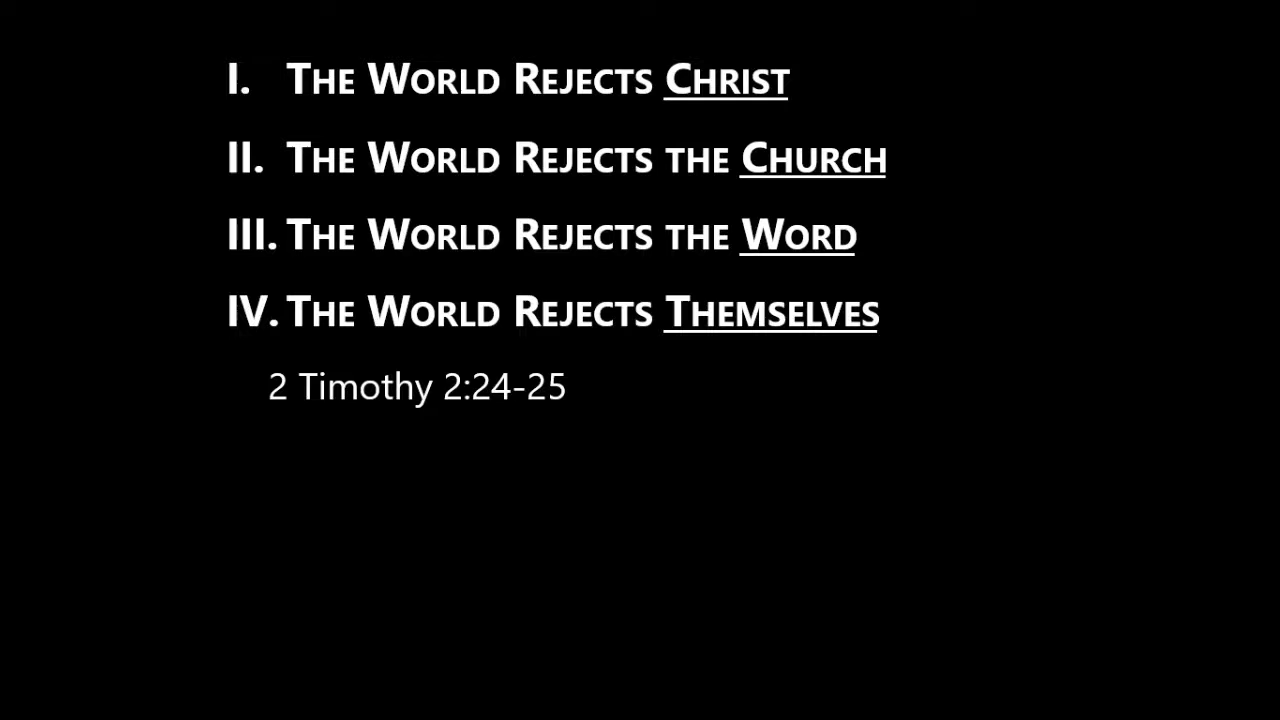 I. The World Rejects Christ
II. The World Rejects the Church
III. The World Rejects the Word
IV. The World Rejects Themselves
2 Timothy 2:24-25